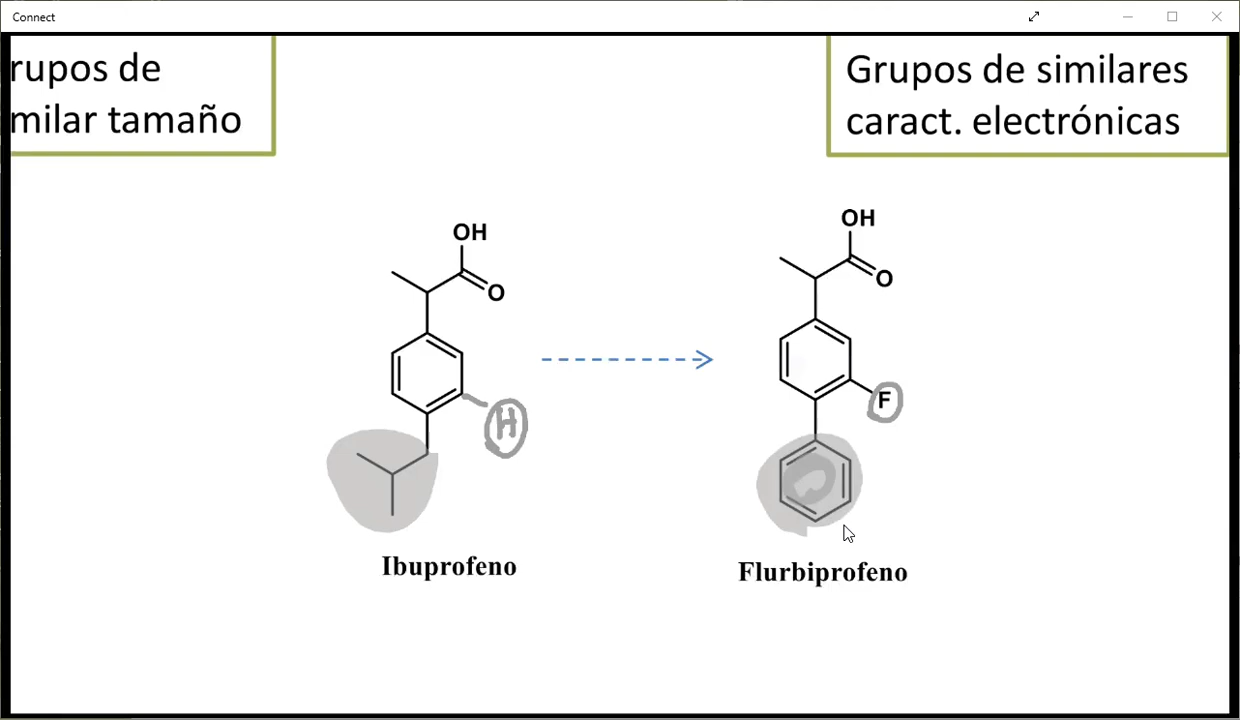 Connect
rupos de
milar tamaño
Grupos de similares
caract. electrónicas
OH
O
H
Ibuprofeno
OH
O
F
Flurbiprofeno